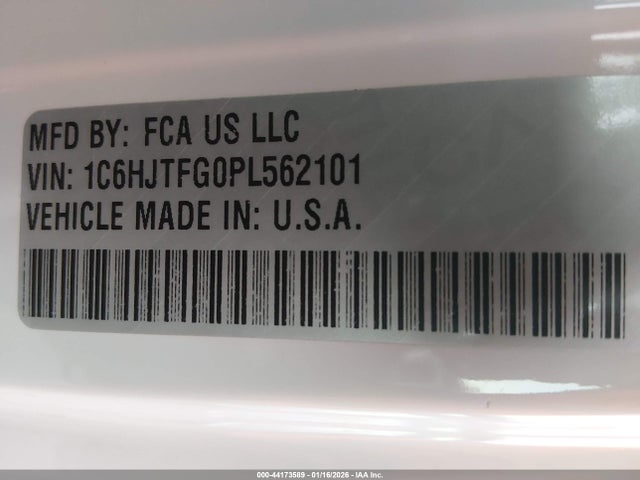 MFD BY: FCA US LLC
VIN: 1C6HJTFG0PL562101
VEHICLE MADE IN: U.S.A.
000-44173589 - 01/16/2026 - IAA Inc.